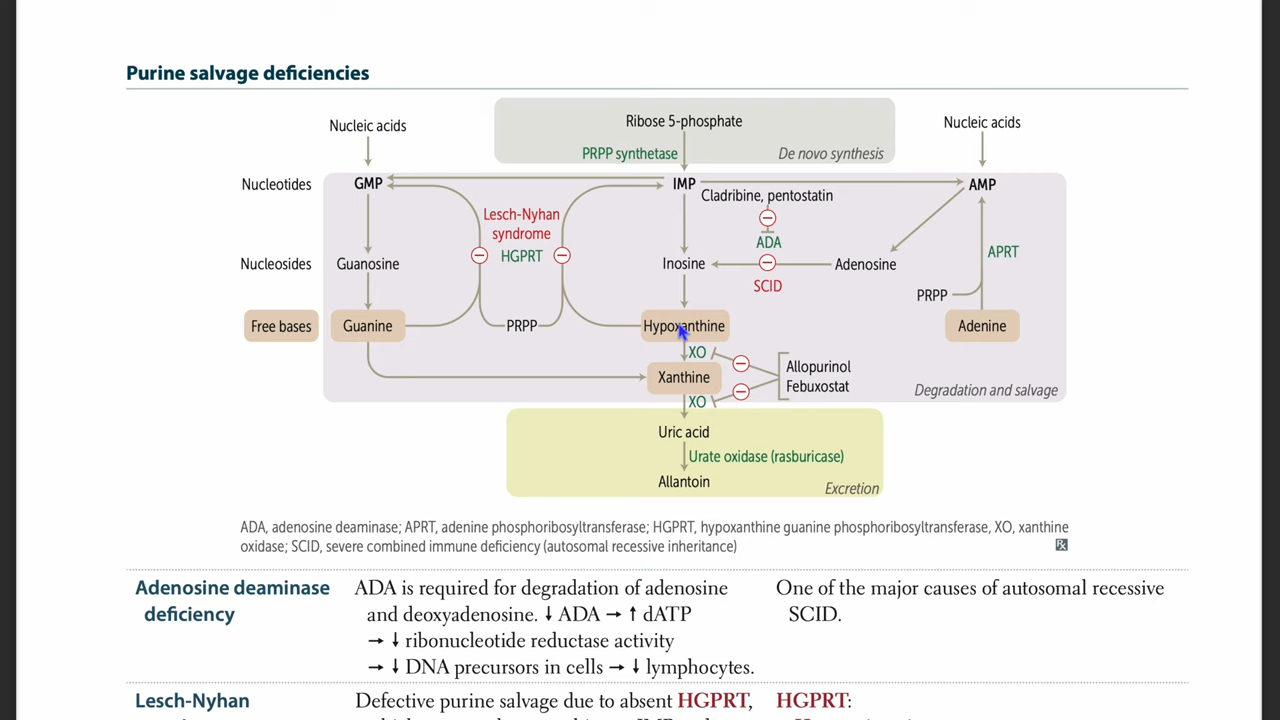 Purine salvage deficiencies
Nucleic acids
Ribose 5-phosphate
Nucleic acids
PRPP synthetase
De novo synthesis
Nucleotides
GMP
IMP
AMP
Cladribine, pentostatin
Lesch-Nyhan
syndrome
HGPRT
ADA
APRT
Nucleosides
Guanosine
Inosine
Adenosine
SCID
PRPP
Free bases
Guanine
PRPP
Hypoxanthine
Adenine
XO
Allopurinol
Febuxostat
Xanthine
Degradation and salvage
XO
Uric acid
Urate oxidase (rasburicase)
Allantoin
Excretion
ADA, adenosine deaminase; APRT, adenine phosphoribosyltransferase; HGPRT, hypoxanthine guanine phosphoribosyltransferase, XO, xanthine
oxidase; SCID, severe combined immune deficiency (autosomal recessive inheritance)
Adenosine deaminase
deficiency
ADA is required for degradation of adenosine
and deoxyadenosine. ↓ ADA → ↑ dATP
→ ↓ ribonucleotide reductase activity
→ ↓ DNA precursors in cells → ↓ lymphocytes.
One of the major causes of autosomal recessive
SCID.
Lesch-Nyhan
Defective purine salvage due to absent HGPRT,
HGPRT: